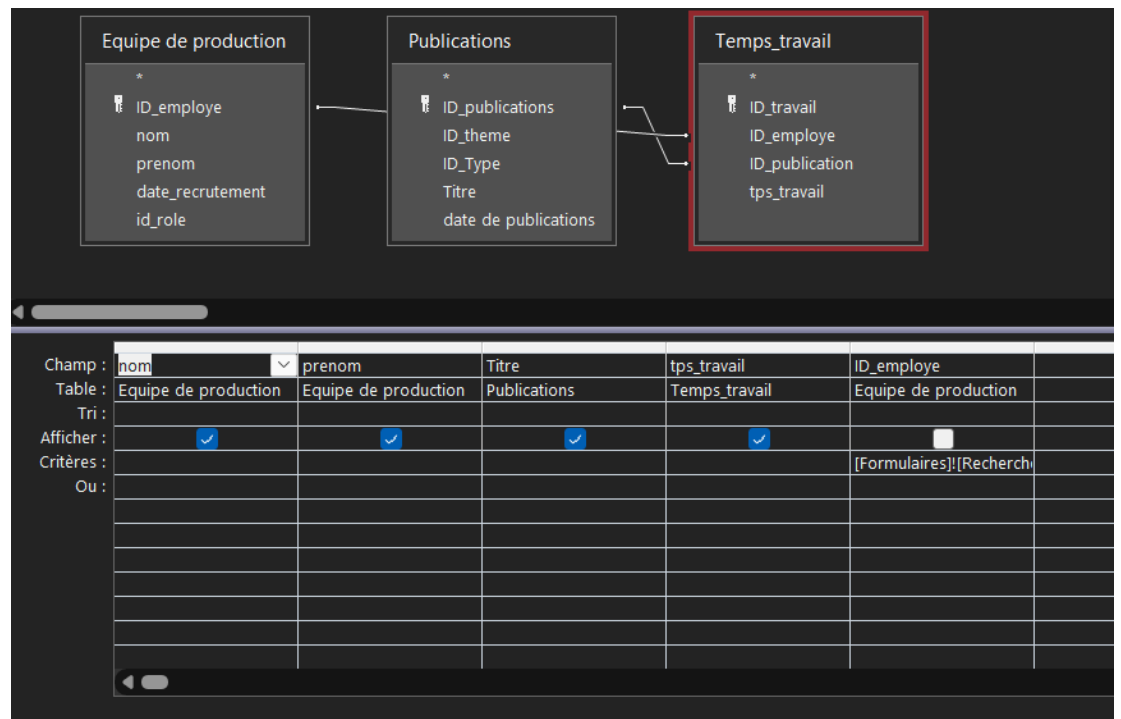 Equipe de production
*
ID_employe
nom
prenom
date_recrutement
id_role
Publications
*
ID_publications
ID_theme
ID_Type
Titre
date de publications
Temps_travail
*
ID_travail
ID_employe
ID_publication
tps_travail
Champ : nom prenom Titre tps_travail ID_employe
Table : Equipe de production Equipe de production Publications Temps_travail Equipe de production
Tri :
Afficher :
Critères : [Formulaires]![Recherch
Ou :